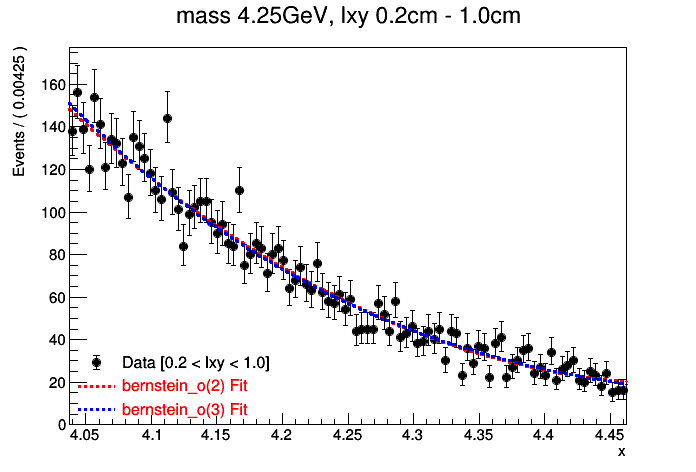 mass 4.25GeV, lxy 0.2cm - 1.0cm
Events / ( 0.00425 )
160
140
120
100
80
60
40
20
0
Data [0.2 < lxy < 1.0]
bernstein_o(2) Fit
bernstein_o(3) Fit
4.05 4.1 4.15 4.2 4.25 4.3 4.35 4.4 4.45
x